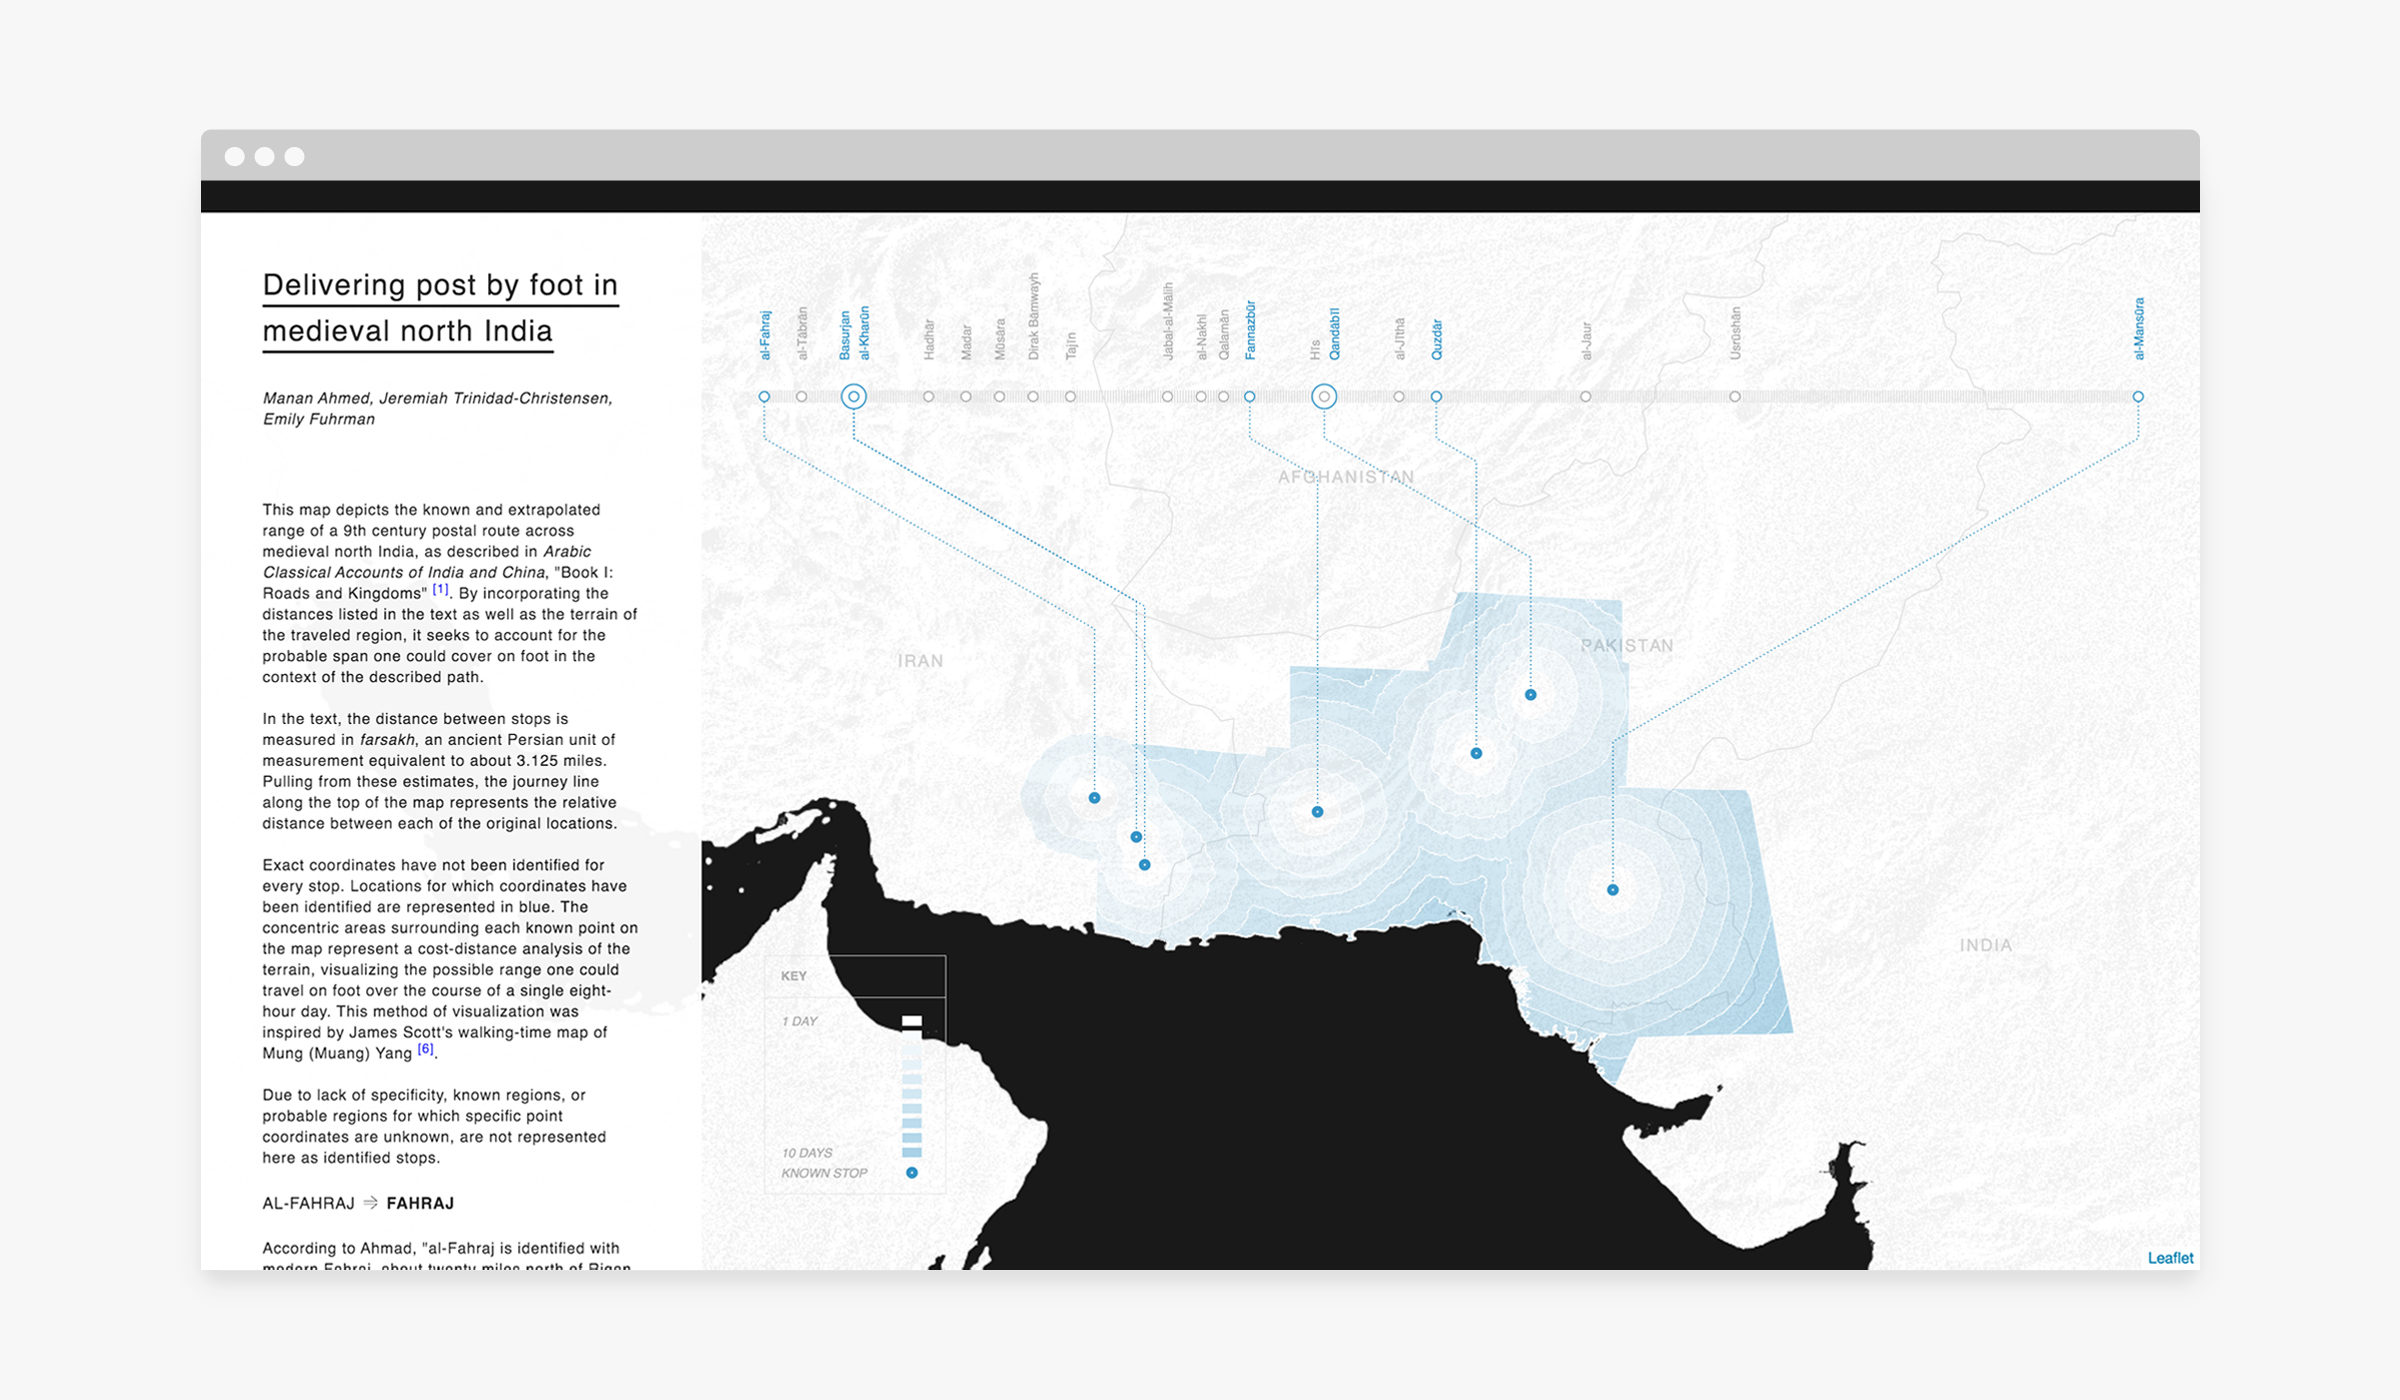 Delivering post by foot in
medieval north India
Manan Ahmed, Jeremiah Trinidad-Christensen,
Emily Fuhrman
This map depicts the known and extrapolated
range of a 9th century postal route across
medieval north India, as described in Arabic
Classical Accounts of India and China, "Book I:
Roads and Kingdoms" [1]. By incorporating the
distances listed in the text as well as the terrain of
the traveled region, it seeks to account for the
probable span one could cover on foot in the
context of the described path.
In the text, the distance between stops is
measured in farsakh, an ancient Persian unit of
measurement equivalent to about 3.125 miles.
Pulling from these estimates, the journey line
along the top of the map represents the relative
distance between each of the original locations.
Exact coordinates have not been identified for
every stop. Locations for which coordinates have
been identified are represented in blue. The
concentric areas surrounding each known point on
the map represent a cost-distance analysis of the
terrain, visualizing the possible range one could
travel on foot over the course of a single eight-
hour day. This method of visualization was
inspired by James Scott's walking-time map of
Mung (Muang) Yang [6].
Due to lack of specificity, known regions, or
probable regions for which specific point
coordinates are unknown, are not represented
here as identified stops.
AL-FAHRAJ → FAHRAJ
According to Ahmad, "al-Fahraj is identified with
modern Fahraj, about twenty miles north of Rigan
al-Fahraj
al-Tābrān
Basurjan
al-Kharūn
Hadhār
Madar
Mūsāra
Dirak Bāmwayh
Tajīn
Jabal-al-Mālih
al-Nakhl
Qalamān
Fannazbūr
Hīs
Qandābīl
al-Jīthā
Quzdār
al-Jaur
Usrūshān
al-Mansūra
AFGHANISTAN
IRAN
PAKISTAN
INDIA
KEY
1 DAY
10 DAYS
KNOWN STOP
Leaflet